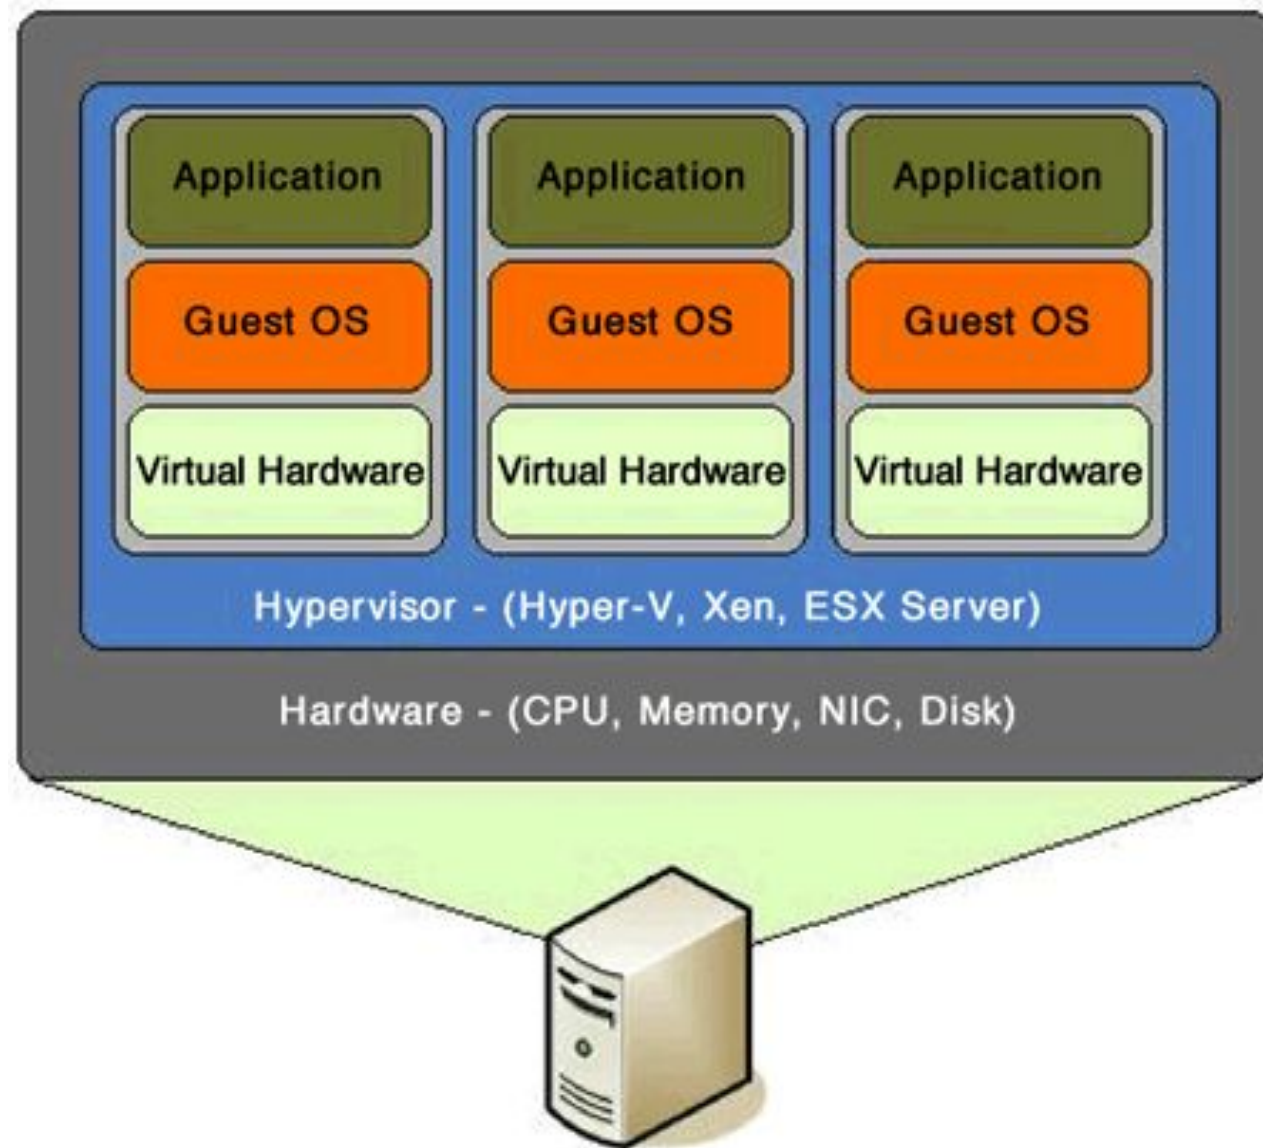 Application
Application
Application
Guest OS
Guest OS
Guest OS
Virtual Hardware
Virtual Hardware
Virtual Hardware
Hypervisor - (Hyper-V, Xen, ESX Server)
Hardware - (CPU, Memory, NIC, Disk)